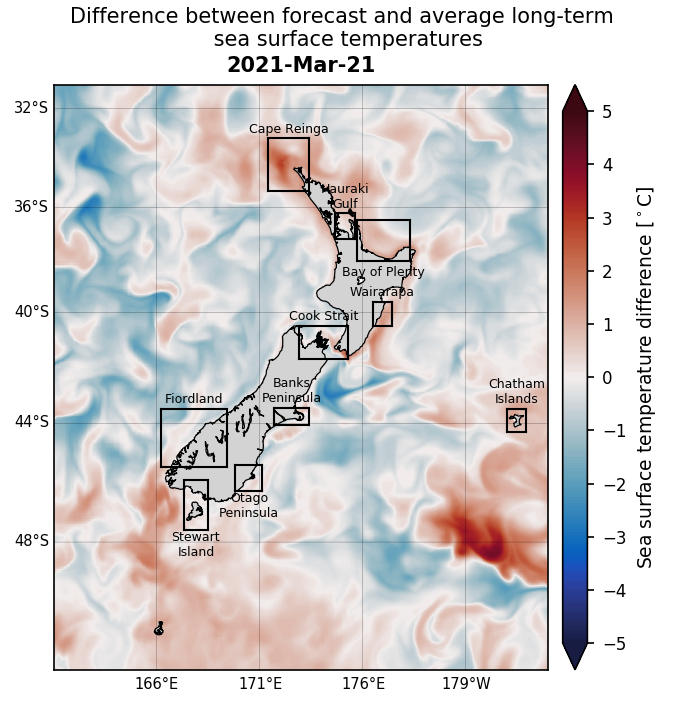 Difference between forecast and average long-term
sea surface temperatures
2021-Mar-21
32°S
36°S
40°S
44°S
48°S
166°E
171°E
176°E
179°W
Cape Reinga
Hauraki
Gulf
Bay of Plenty
Wairarapa
Cook Strait
Banks
Peninsula
Fiordland
Chatham
Islands
Otago
Peninsula
Stewart
Island
5
4
3
2
1
0
−1
−2
−3
−4
−5
Sea surface temperature difference [°C]